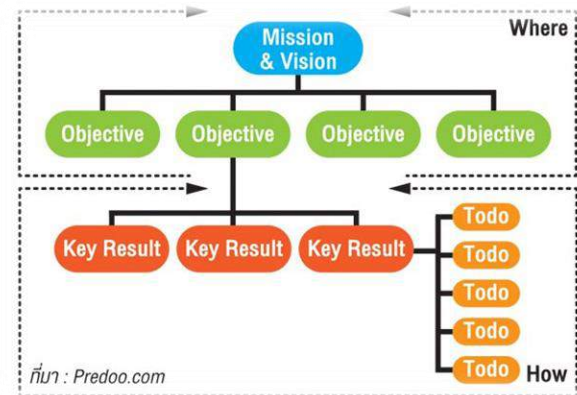 Where
Mission
& Vision
Objective
Objective
Objective
Objective
Key Result
Key Result
Key Result
Todo
Todo
Todo
Todo
Todo
How
ที่มา : Predoo.com